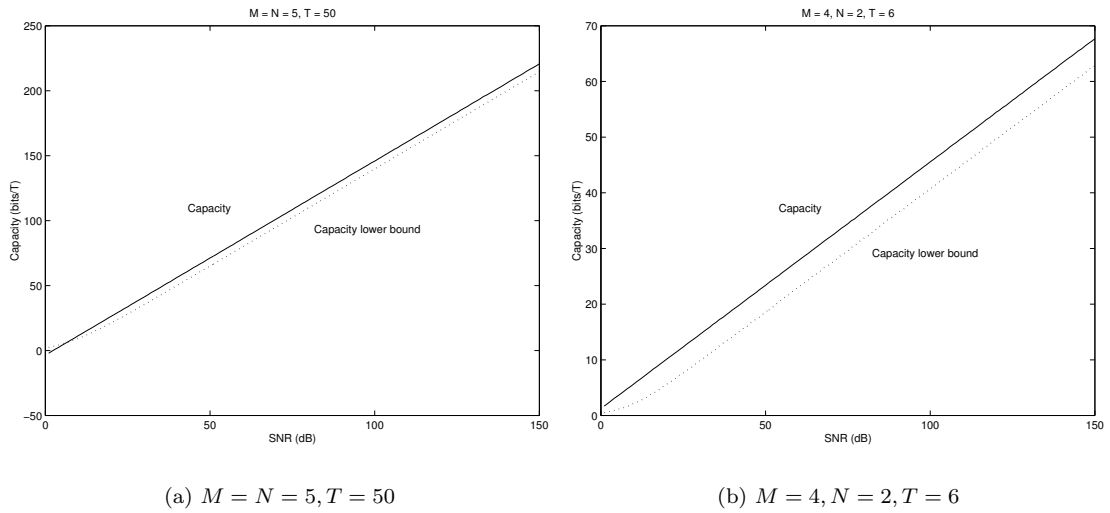 M = N = 5, T = 50
250
200
150
100
50
0
−50
0
50
100
150
Capacity (bits/T)
SNR (dB)
Capacity
Capacity lower bound
(a) M = N = 5, T = 50
M = 4, N = 2, T = 6
70
60
50
40
30
20
10
0
0
50
100
150
Capacity (bits/T)
SNR (dB)
Capacity
Capacity lower bound
(b) M = 4, N = 2, T = 6